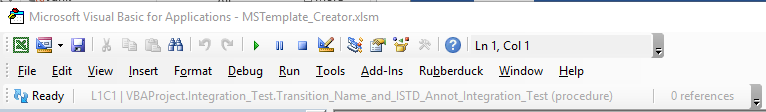 Microsoft Visual Basic for Applications - MSTemplate_Creator.xlsm
Ln 1, Col 1
File Edit View Insert Format Debug Run Tools Add-Ins Rubberduck Window Help
Ready L1C1 | VBAProject.Integration_Test.Transition_Name_and_ISTD_Annot_Integration_Test (procedure) 0 references